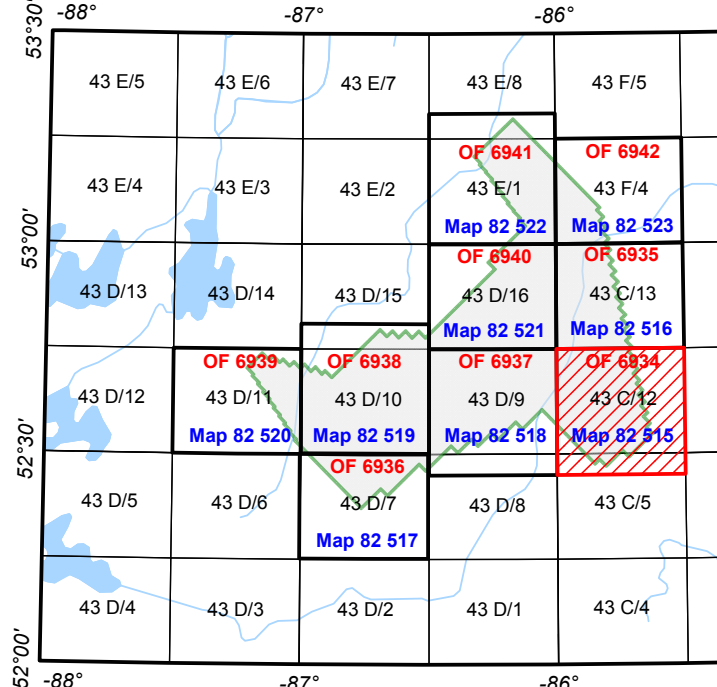 -88° -87° -86°
53°30'
43 E/5 43 E/6 43 E/7 43 E/8 43 F/5
OF 6941 OF 6942
43 E/4 43 E/3 43 E/2 43 E/1 43 F/4
Map 82 522 Map 82 523
53°00'
OF 6940 OF 6935
43 D/13 43 D/14 43 D/15 43 D/16 43 C/13
Map 82 521 Map 82 516
OF 6939 OF 6938 OF 6937 OF 6934
43 D/12 43 D/11 43 D/10 43 D/9 43 C/12
Map 82 520 Map 82 519 Map 82 518 Map 82 515
52°30'
OF 6936
43 D/5 43 D/6 43 D/7 43 D/8 43 C/5
Map 82 517
43 D/4 43 D/3 43 D/2 43 D/1 43 C/4
52°00'
-88° -87° -86°